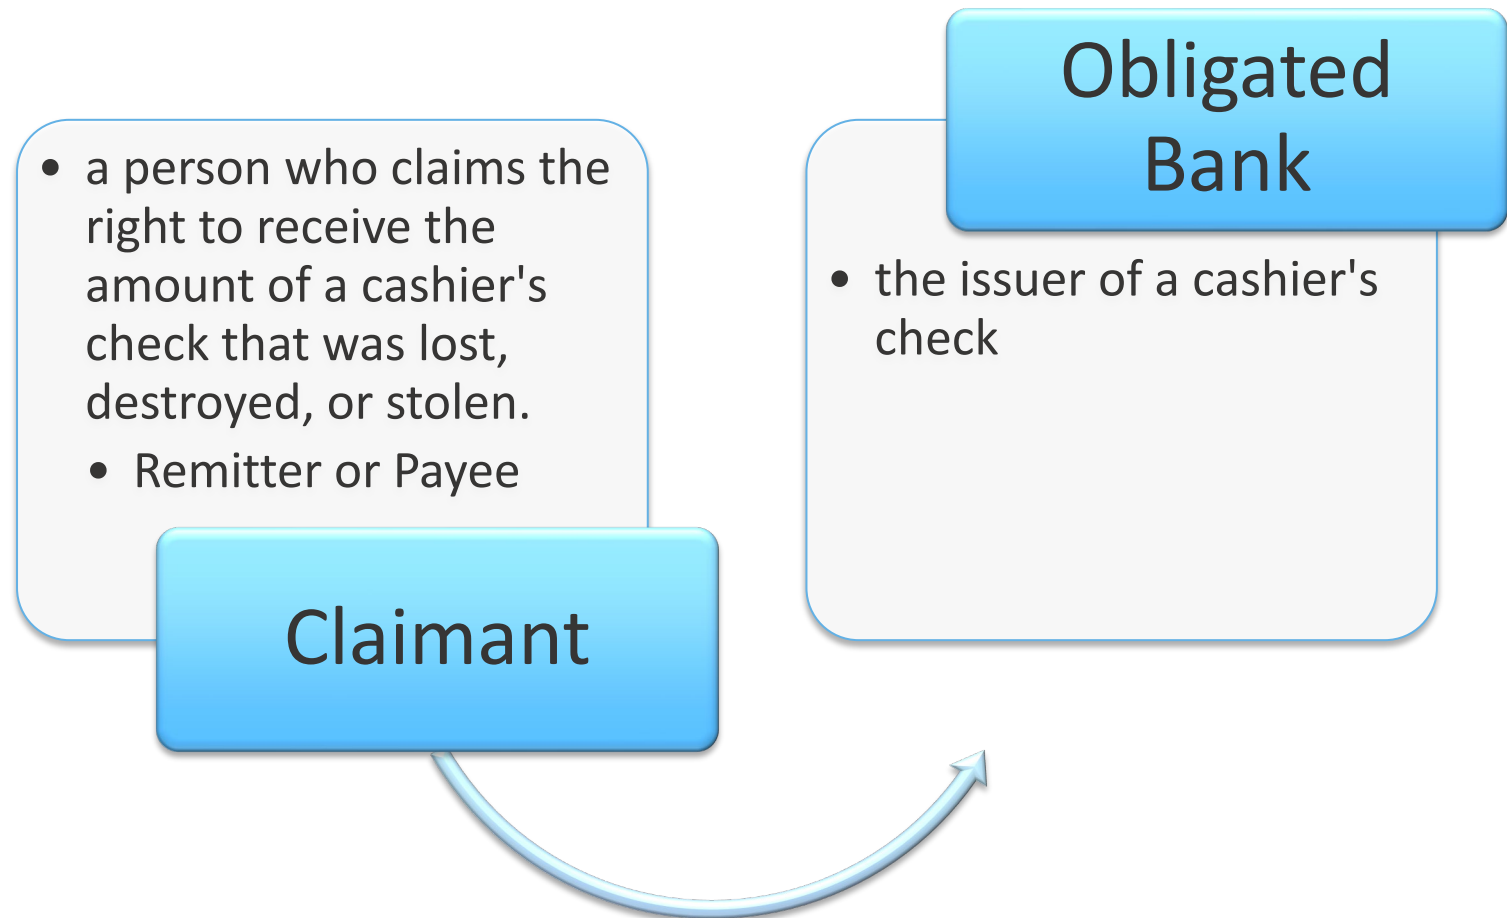 • a person who claims the
right to receive the
amount of a cashier's
check that was lost,
destroyed, or stolen.
• Remitter or Payee
Claimant
Obligated
Bank
• the issuer of a cashier's
check